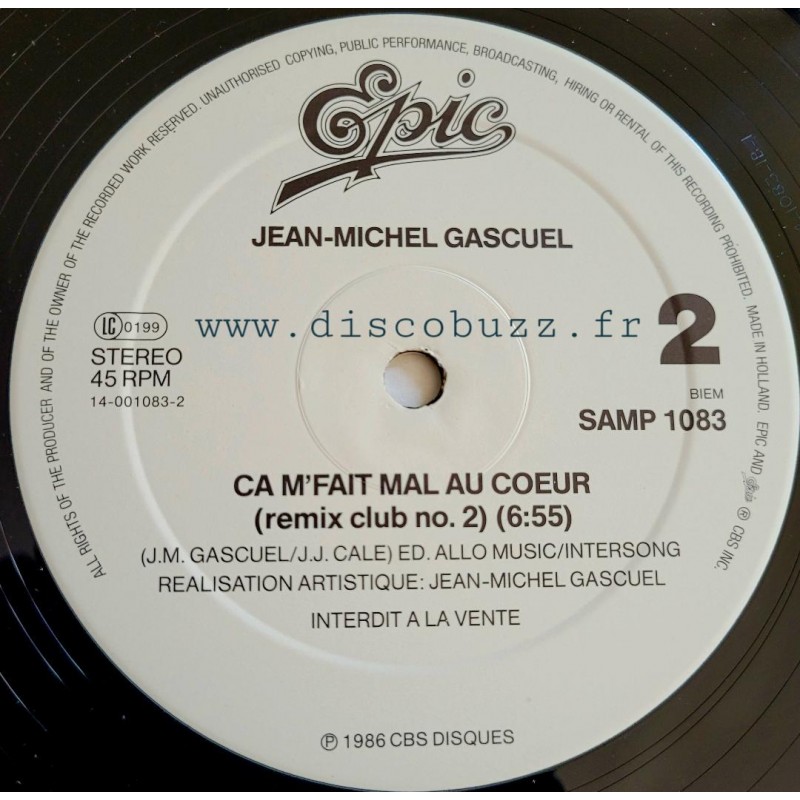 ALL RIGHTS OF THE PRODUCER AND OF THE OWNER OF THE RECORDED WORK RESERVED. UNAUTHORISED COPYING, PUBLIC PERFORMANCE, BROADCASTING, HIRING OR RENTAL OF THIS RECORDING PROHIBITED. MADE IN HOLLAND. EPIC AND Epic ® CBS INC.
Epic
JEAN-MICHEL GASCUEL
LC 0199
www.discobuzz.fr
2
STEREO
45 RPM
14-001083-2
BIEM
SAMP 1083
CA M'FAIT MAL AU COEUR
(remix club no. 2) (6:55)
(J.M. GASCUEL/J.J. CALE) ED. ALLO MUSIC/INTERSONG
REALISATION ARTISTIQUE: JEAN-MICHEL GASCUEL
INTERDIT A LA VENTE
℗ 1986 CBS DISQUES